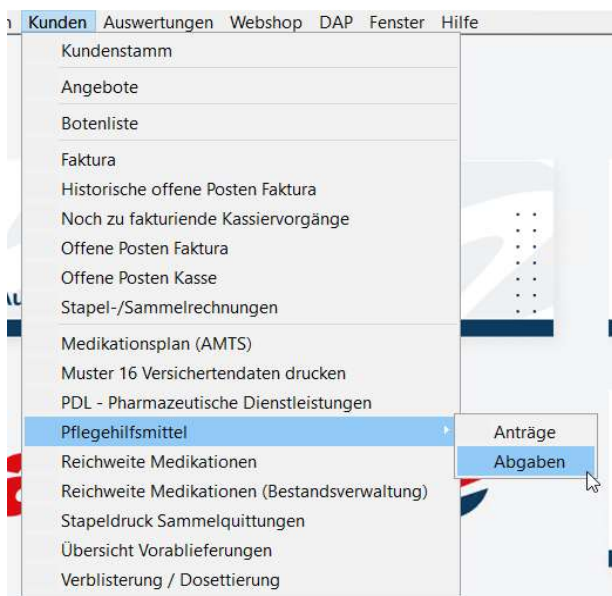 Kunden Auswertungen Webshop DAP Fenster Hilfe
Kundenstamm
Angebote
Botenliste
Faktura
Historische offene Posten Faktura
Noch zu fakturiende Kassiervorgänge
Offene Posten Faktura
Offene Posten Kasse
Stapel-/Sammelrechnungen
Medikationsplan (AMTS)
Muster 16 Versichertendaten drucken
PDL - Pharmazeutische Dienstleistungen
Pflegehilfsmittel
Anträge
Reichweite Medikationen
Abgaben
Reichweite Medikationen (Bestandsverwaltung)
Stapeldruck Sammelquittungen
Übersicht Vorablieferungen
Verblisterung / Dosettierung